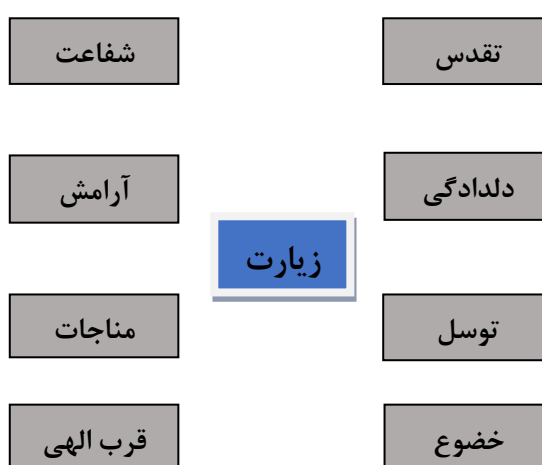 تقدس
شفاعت
دلدادگی
آرامش
زیارت
توسل
مناجات
خضوع
قرب الهی